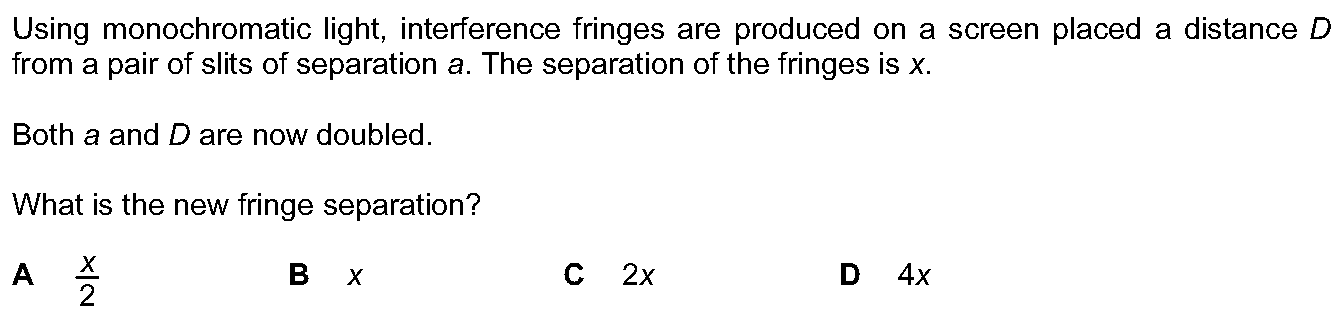 Using monochromatic light, interference fringes are produced on a screen placed a distance D
from a pair of slits of separation a. The separation of the fringes is x.
Both a and D are now doubled.
What is the new fringe separation?
A x/2 B x C 2x D 4x